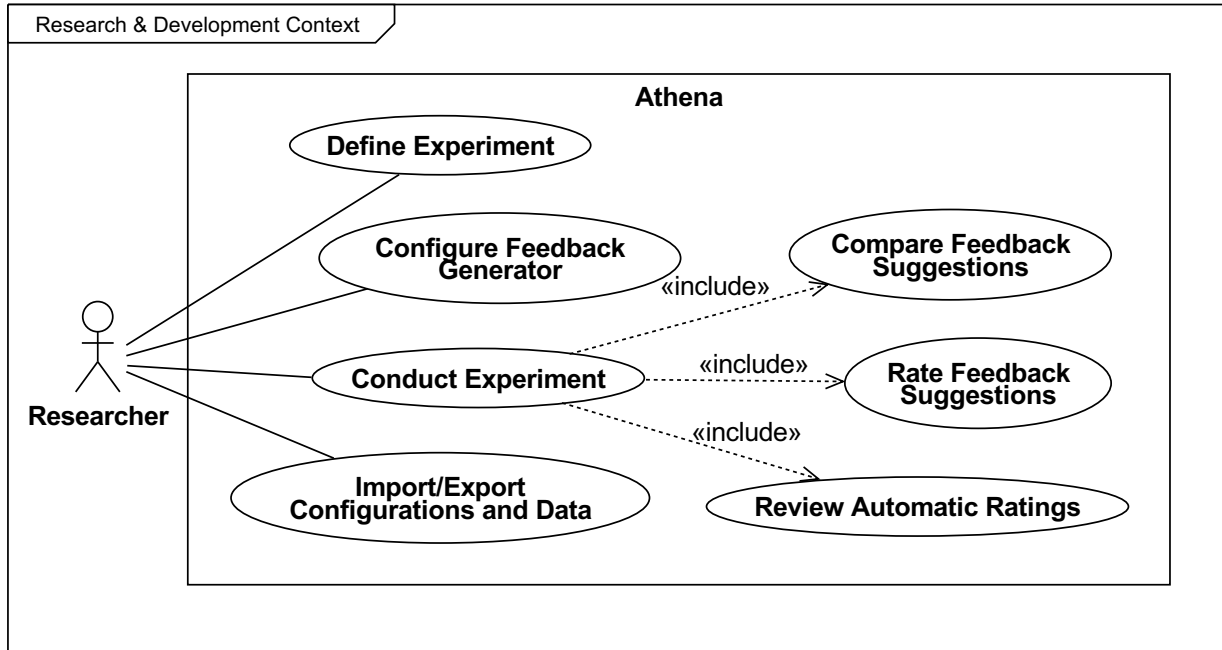 Research & Development Context
Athena
Define Experiment
Configure Feedback
Generator
Compare Feedback
Suggestions
«include»
Conduct Experiment
«include»
Rate Feedback
Suggestions
Researcher
«include»
Import/Export
Configurations and Data
Review Automatic Ratings